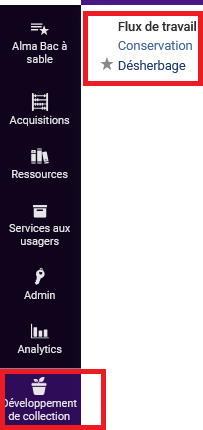 Alma Bac à
sable
Acquisitions
Ressources
Services aux
usagers
Admin
Analytics
Développement
de collection
Flux de travail
Conservation
Désherbage